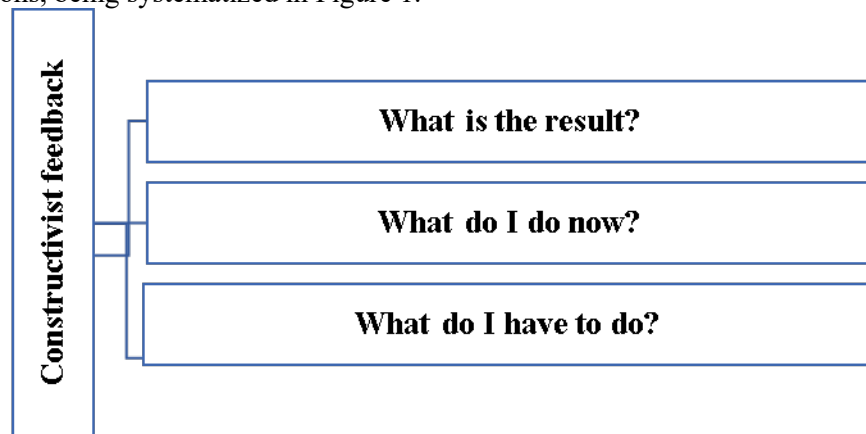 ons, being systematized in Figure 1.
Constructivist feedback
What is the result?
What do I do now?
What do I have to do?